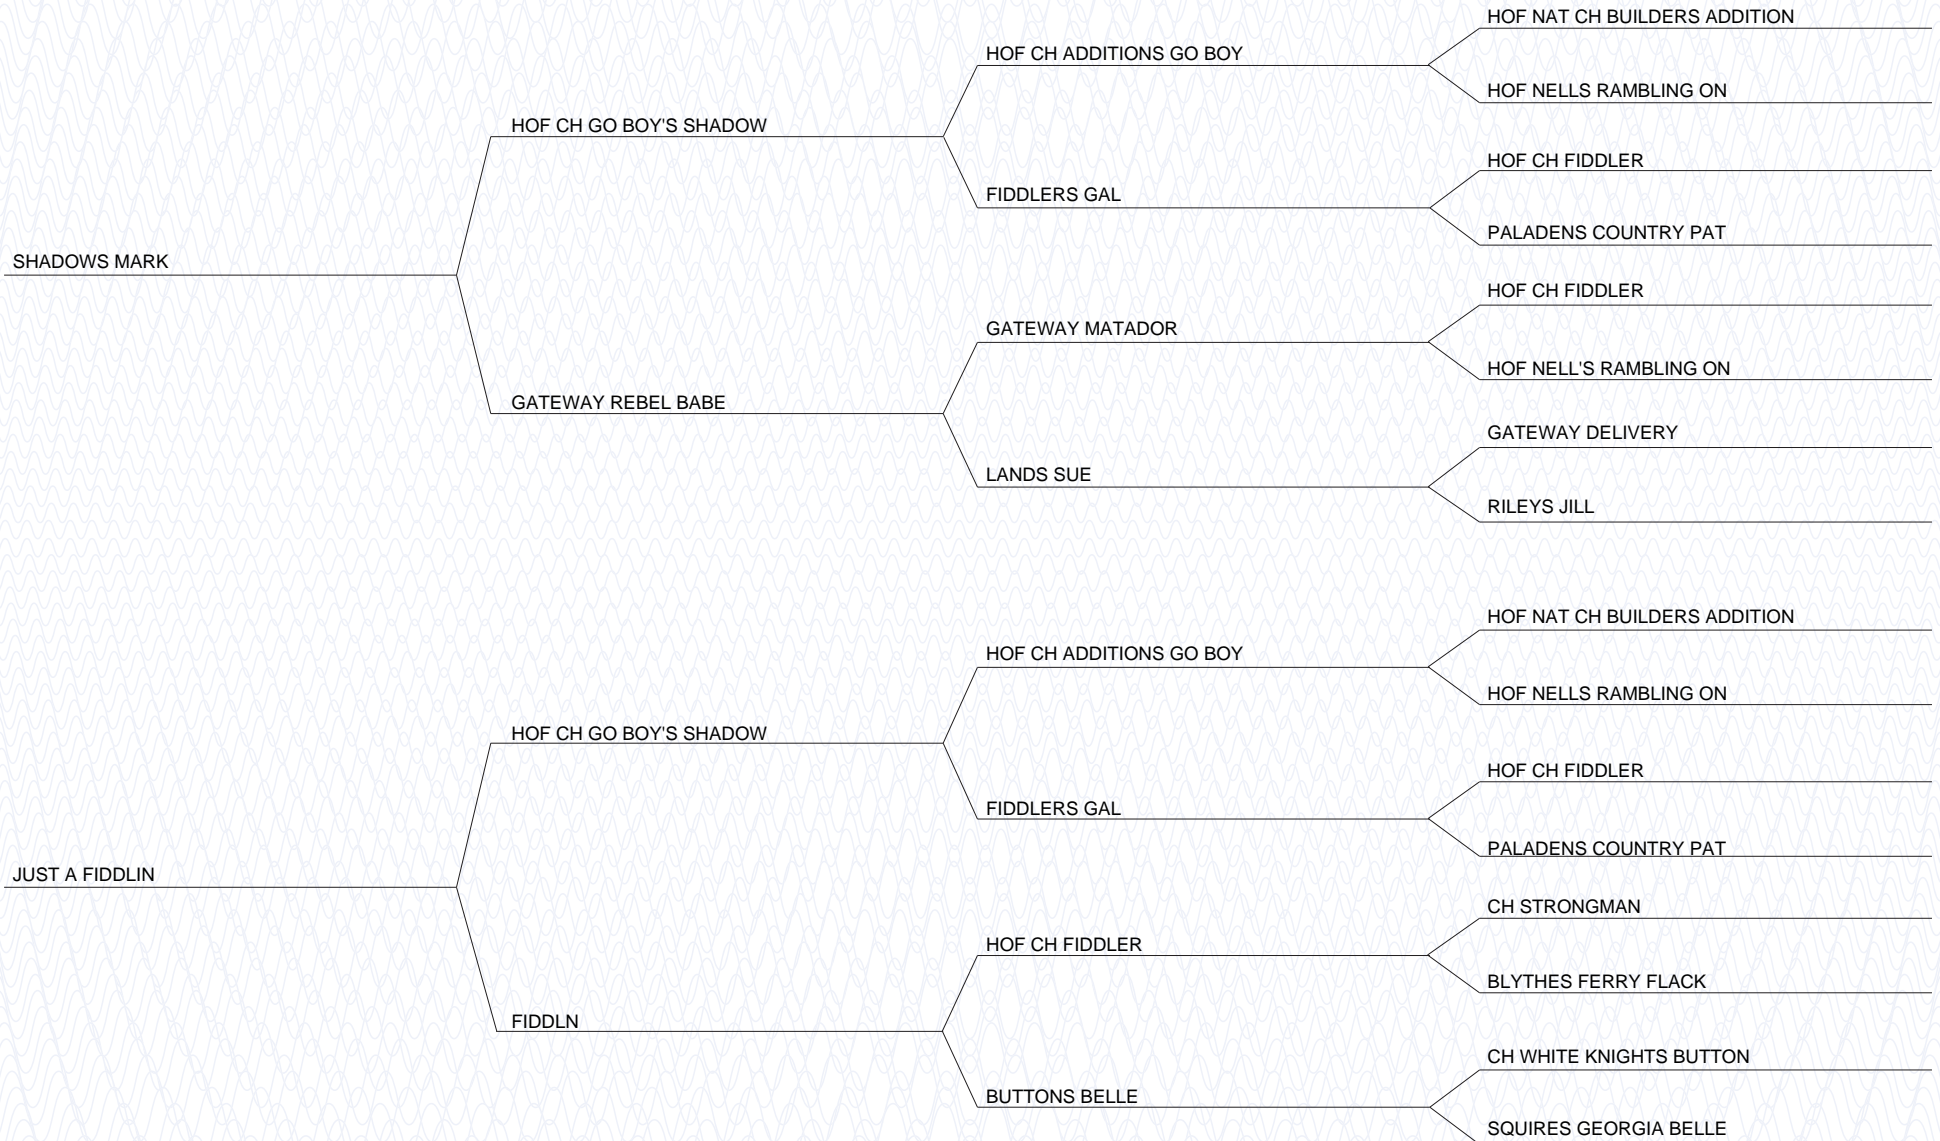 HOF NAT CH BUILDERS ADDITION
HOF CH ADDITIONS GO BOY
HOF NELLS RAMBLING ON
HOF CH GO BOY'S SHADOW
HOF CH FIDDLER
FIDDLERS GAL
PALADENS COUNTRY PAT
SHADOWS MARK
HOF CH FIDDLER
GATEWAY MATADOR
HOF NELL'S RAMBLING ON
GATEWAY REBEL BABE
GATEWAY DELIVERY
LANDS SUE
RILEYS JILL
HOF NAT CH BUILDERS ADDITION
HOF CH ADDITIONS GO BOY
HOF NELLS RAMBLING ON
HOF CH GO BOY'S SHADOW
HOF CH FIDDLER
FIDDLERS GAL
PALADENS COUNTRY PAT
JUST A FIDDLIN
CH STRONGMAN
HOF CH FIDDLER
BLYTHES FERRY FLACK
FIDDLN
CH WHITE KNIGHTS BUTTON
BUTTONS BELLE
SQUIRES GEORGIA BELLE